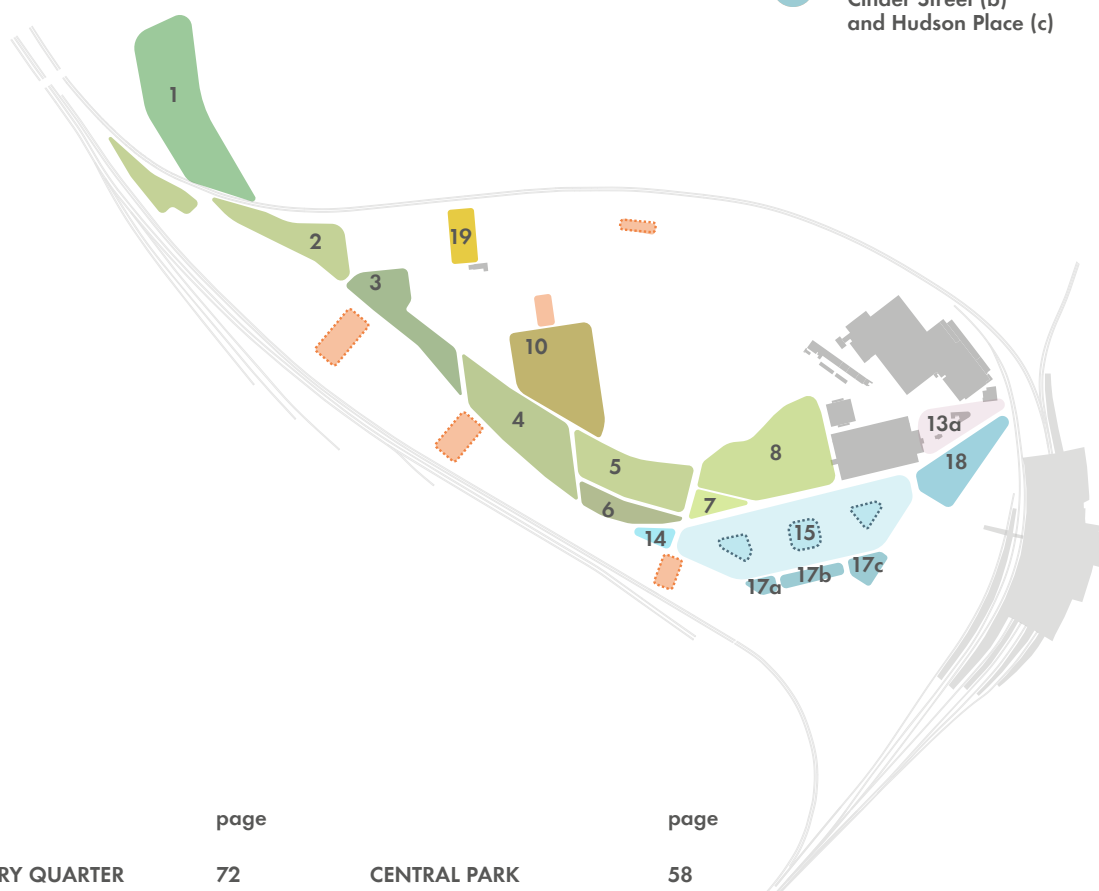 Cinder Street (b)
and Hudson Place (c)
1
2
19
3
10
4
13a
8
18
5
7
6
15
14
17c
17b
17a
page
page
RY QUARTER 72 CENTRAL PARK 58